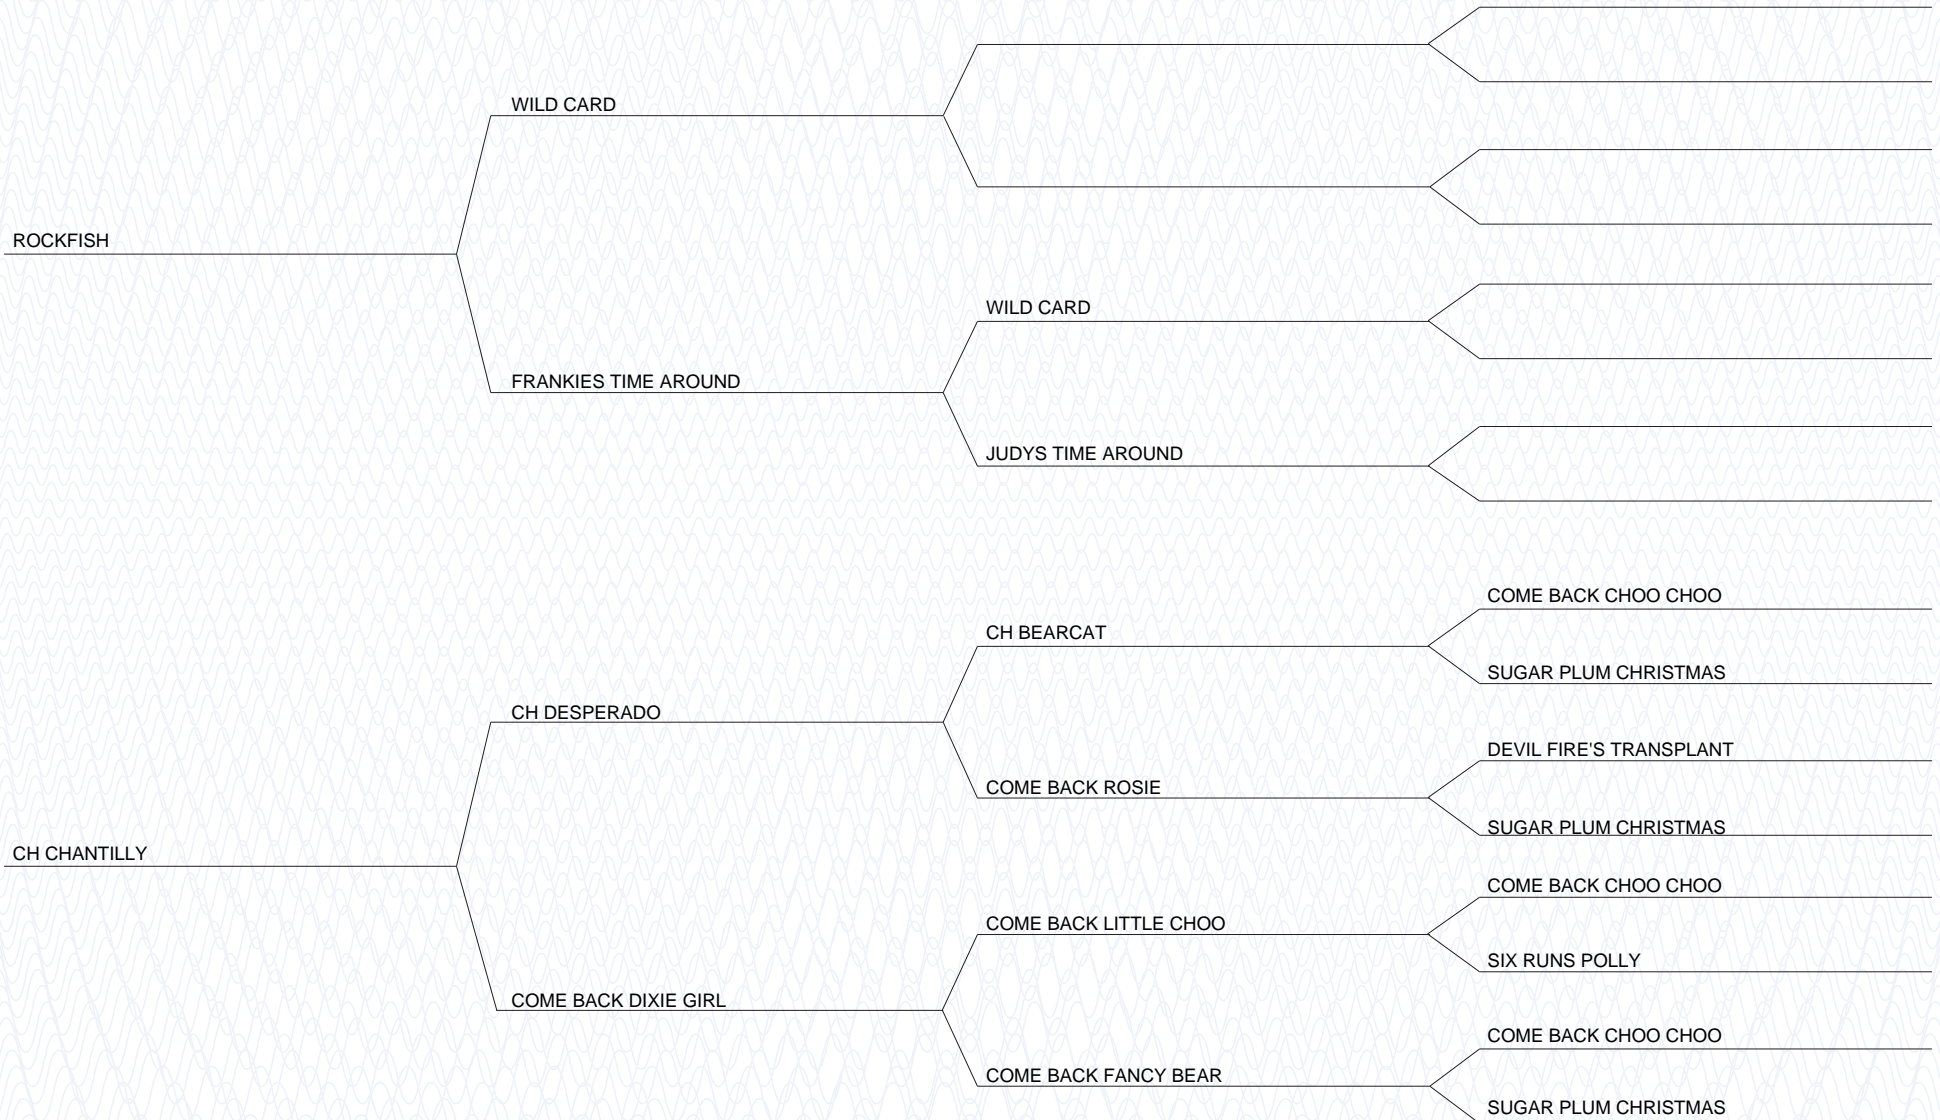 WILD CARD
ROCKFISH
WILD CARD
FRANKIES TIME AROUND
JUDYS TIME AROUND
COME BACK CHOO CHOO
CH BEARCAT
SUGAR PLUM CHRISTMAS
CH DESPERADO
DEVIL FIRE'S TRANSPLANT
COME BACK ROSIE
SUGAR PLUM CHRISTMAS
CH CHANTILLY
COME BACK CHOO CHOO
COME BACK LITTLE CHOO
SIX RUNS POLLY
COME BACK DIXIE GIRL
COME BACK CHOO CHOO
COME BACK FANCY BEAR
SUGAR PLUM CHRISTMAS